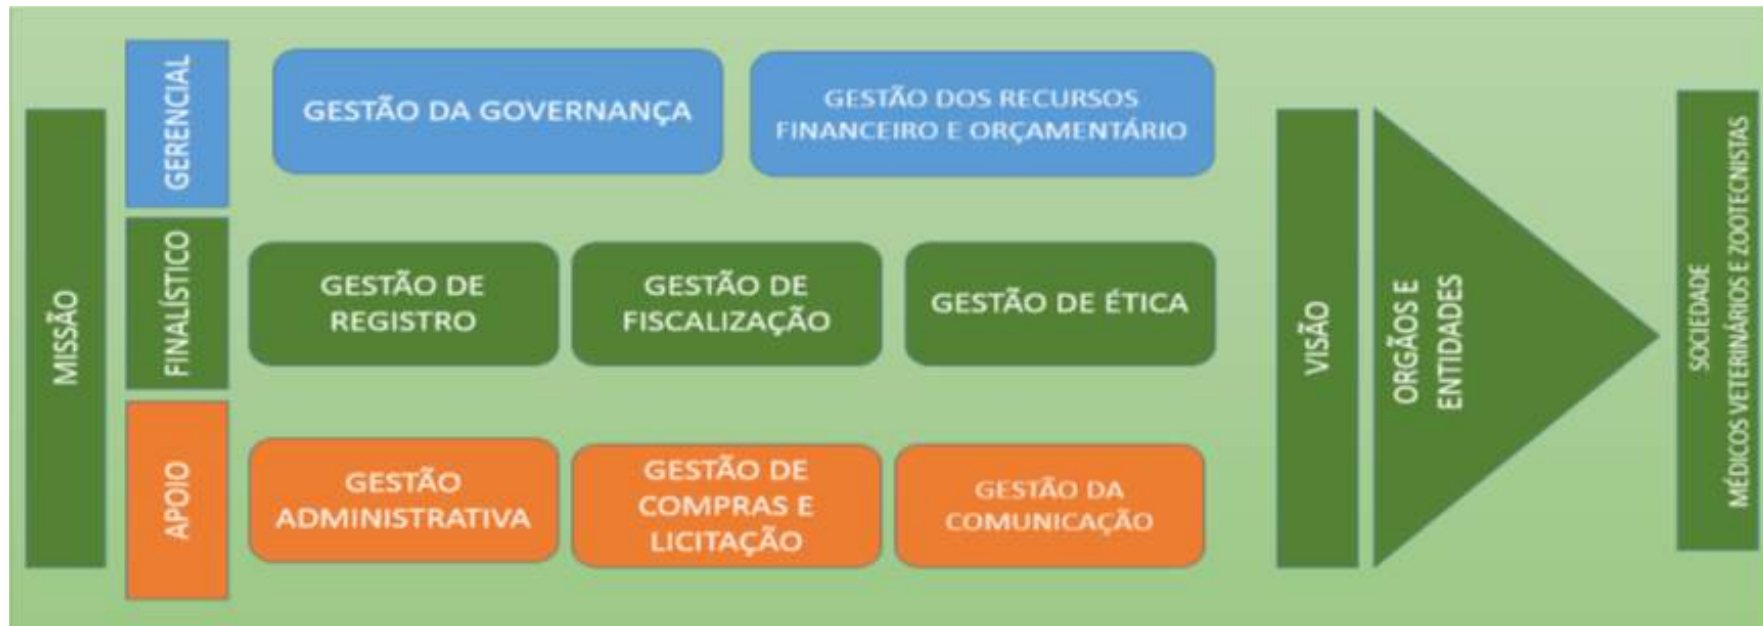 MISSÃO
GERENCIAL
GESTÃO DA GOVERNANÇA
GESTÃO DOS RECURSOS
FINANCEIRO E ORÇAMENTÁRIO
FINALÍSTICO
GESTÃO DE
REGISTRO
GESTÃO DE
FISCALIZAÇÃO
GESTÃO DE ÉTICA
APOIO
GESTÃO
ADMINISTRATIVA
GESTÃO DE
COMPRAS E
LICITAÇÃO
GESTÃO DA
COMUNICAÇÃO
VISÃO
ORGÃOS E
ENTIDADES
SOCIEDADE
MÉDICOS VETERINÁRIOS E ZOOTECNISTAS